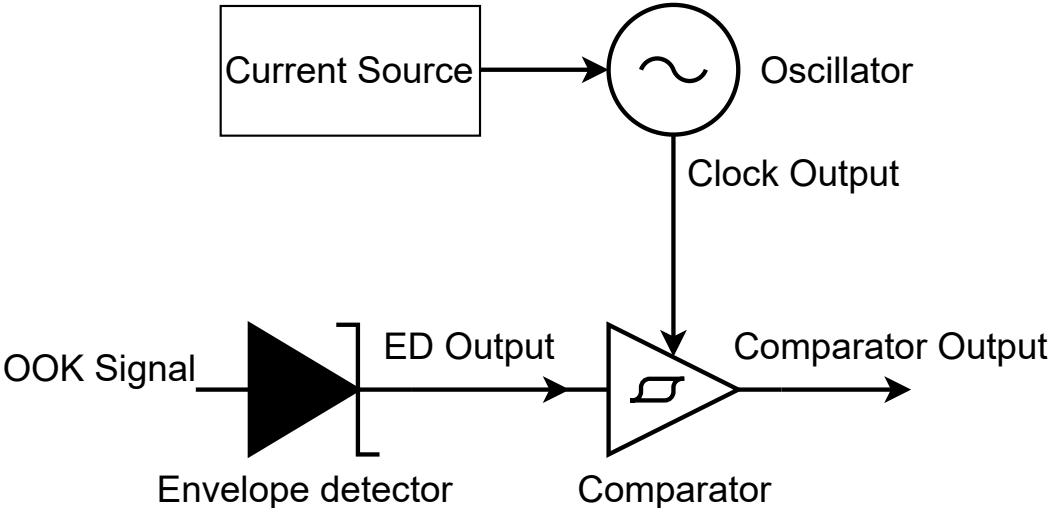 Current Source
Oscillator
Clock Output
OOK Signal
ED Output
Comparator Output
Envelope detector
Comparator